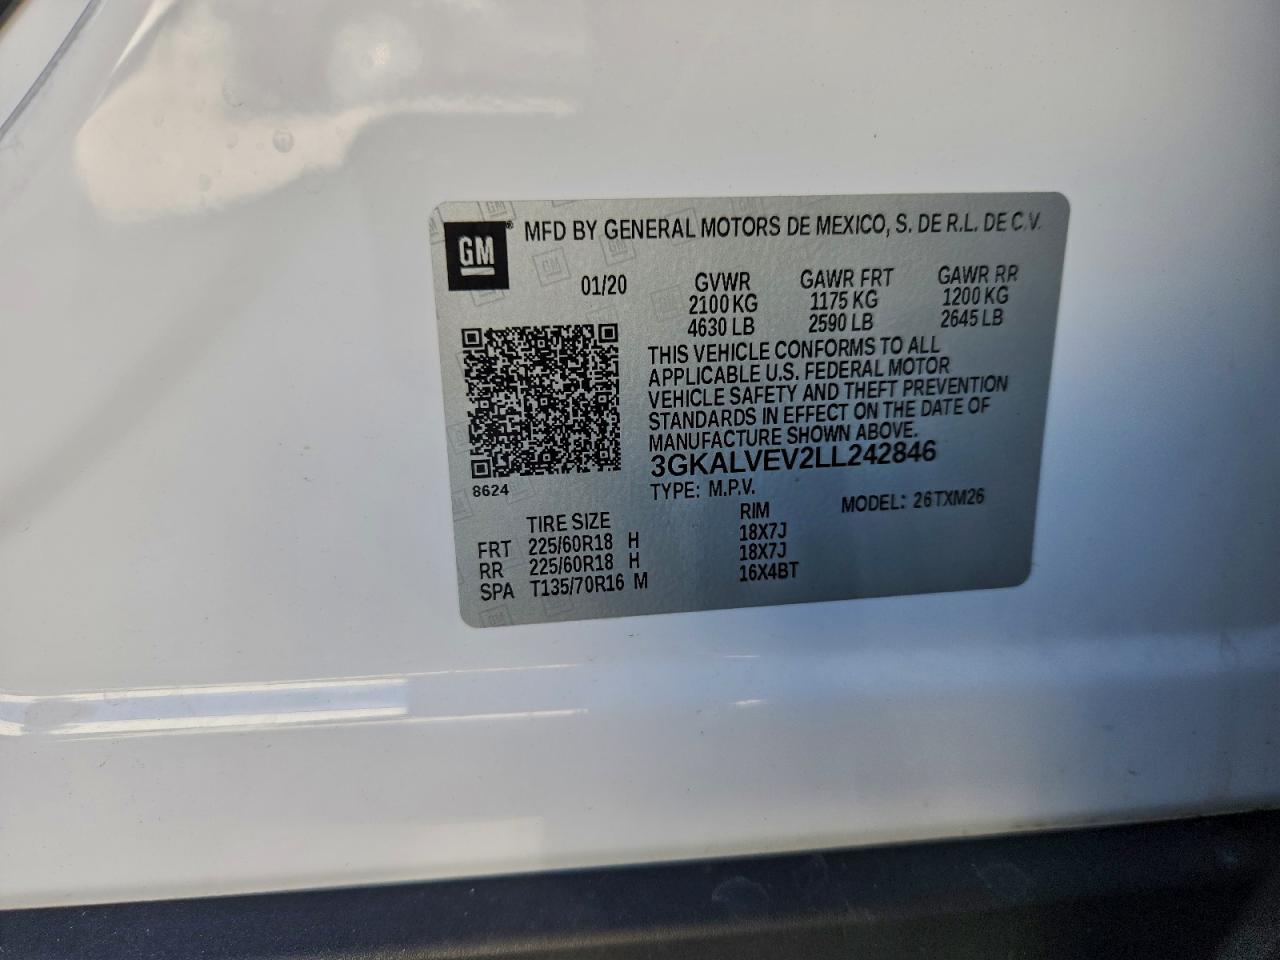 GM® MFD BY GENERAL MOTORS DE MEXICO, S. DE R.L. DE C.V.
01/20 GVWR GAWR FRT GAWR RR
2100 KG 1175 KG 1200 KG
4630 LB 2590 LB 2645 LB
THIS VEHICLE CONFORMS TO ALL
APPLICABLE U.S. FEDERAL MOTOR
VEHICLE SAFETY AND THEFT PREVENTION
STANDARDS IN EFFECT ON THE DATE OF
MANUFACTURE SHOWN ABOVE.
3GKALVEV2LL242846
8624
TYPE: M.P.V. MODEL: 26TXM26
TIRE SIZE RIM
FRT 225/60R18 H 18X7J
RR 225/60R18 H 18X7J
SPA T135/70R16 M 16X4BT